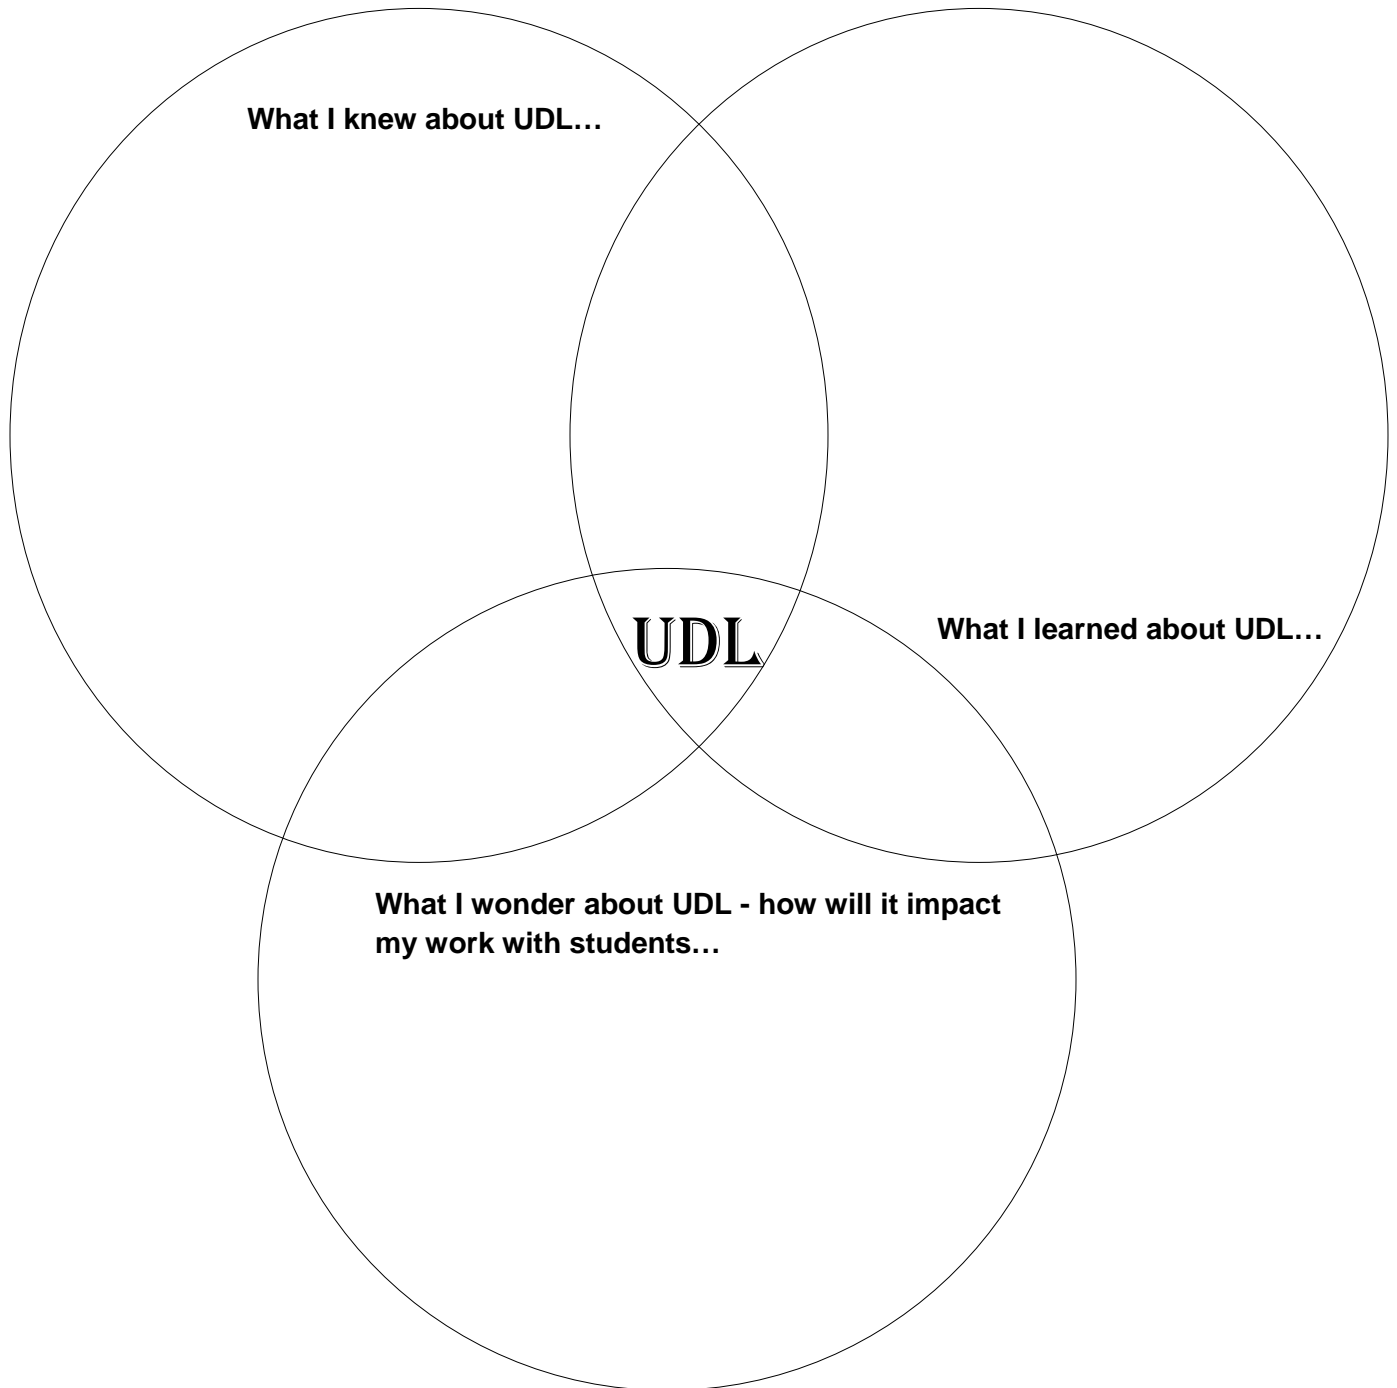 What I knew about UDL…
UDL
What I learned about UDL…
What I wonder about UDL - how will it impact
my work with students…